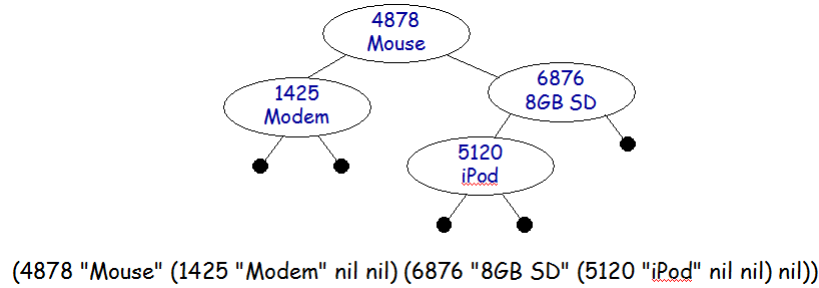 4878
Mouse
1425
Modem
6876
8GB SD
5120
iPod
(4878 "Mouse" (1425 "Modem" nil nil) (6876 "8GB SD" (5120 "iPod" nil nil) nil))